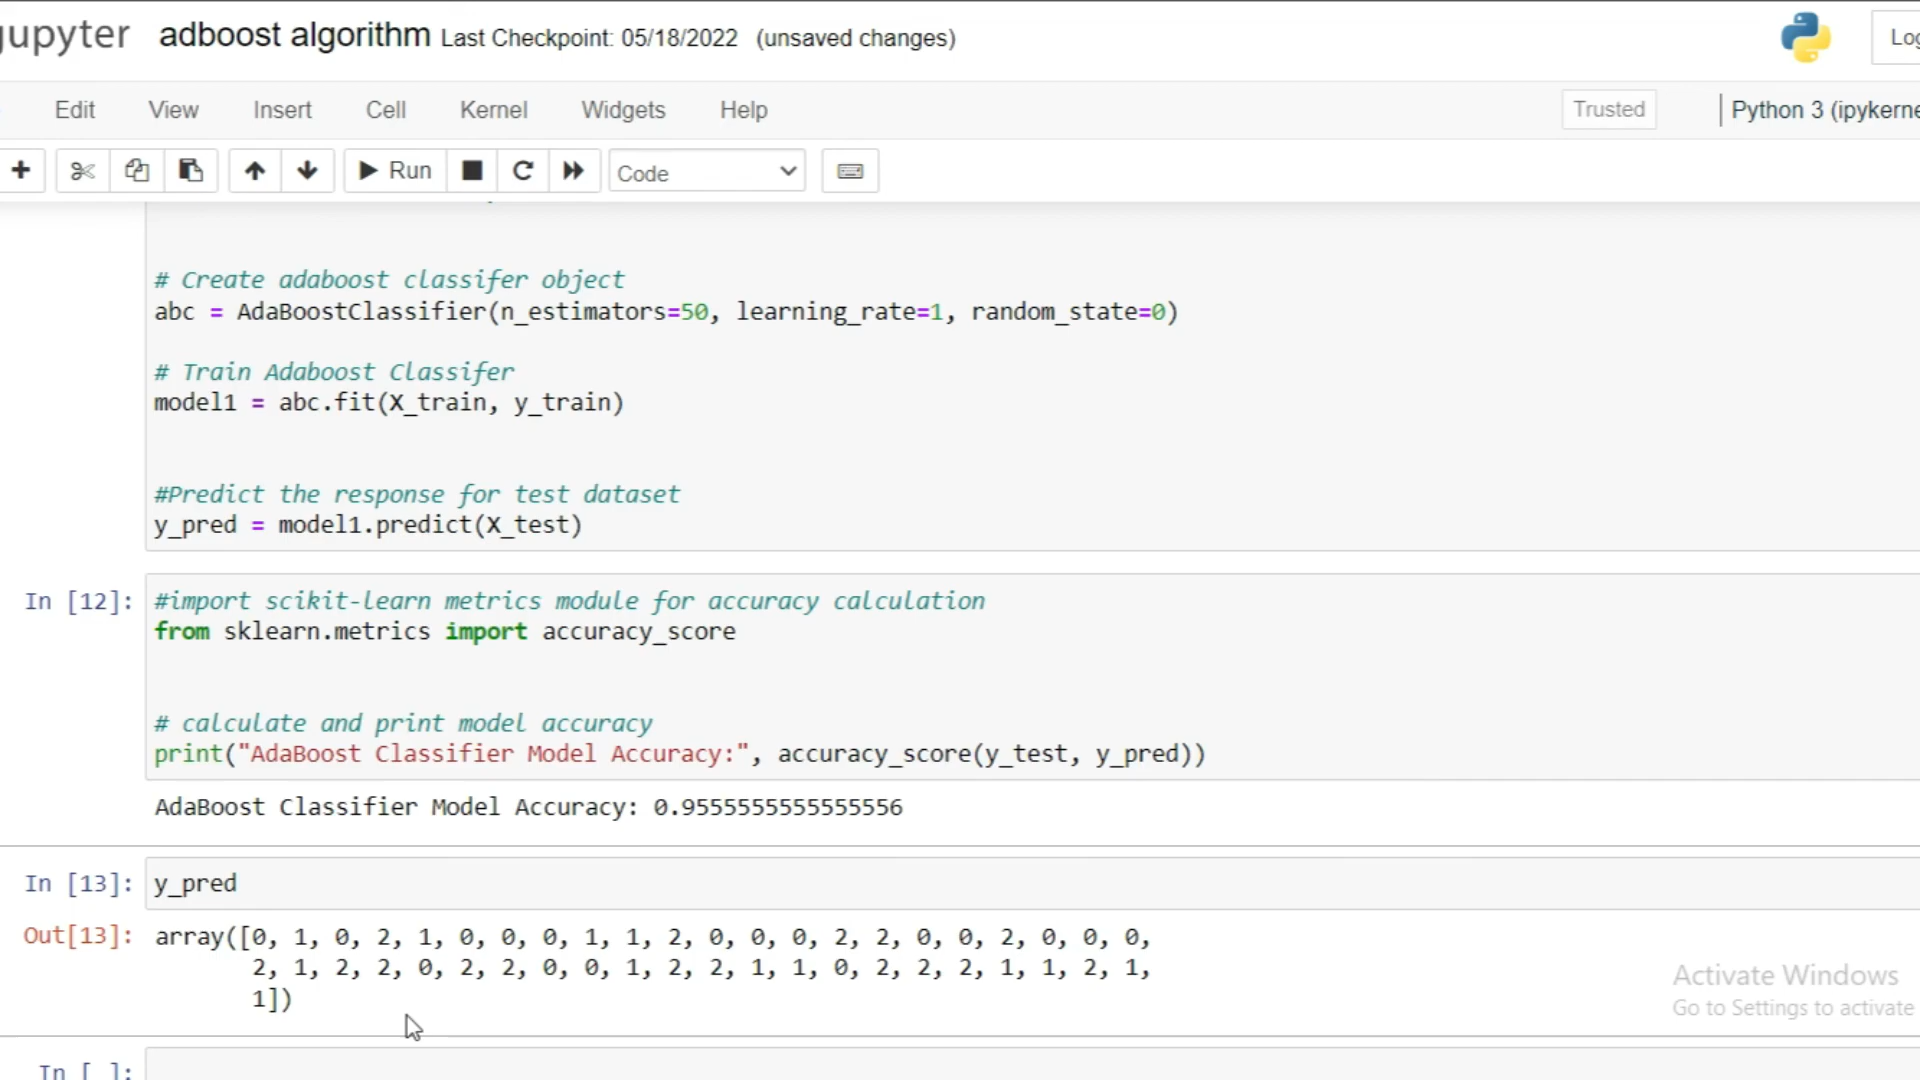 jupyter adboost algorithm Last Checkpoint: 05/18/2022 (unsaved changes)
Log
Edit View Insert Cell Kernel Widgets Help Trusted Python 3 (ipykerne
Run Code
# Create adaboost classifer object
abc = AdaBoostClassifier(n_estimators=50, learning_rate=1, random_state=0)
# Train Adaboost Classifer
model1 = abc.fit(X_train, y_train)
#Predict the response for test dataset
y_pred = model1.predict(X_test)
In [12]: #import scikit-learn metrics module for accuracy calculation
from sklearn.metrics import accuracy_score
# calculate and print model accuracy
print("AdaBoost Classifier Model Accuracy:", accuracy_score(y_test, y_pred))
AdaBoost Classifier Model Accuracy: 0.9555555555555556
In [13]: y_pred
Out[13]: array([0, 1, 0, 2, 1, 0, 0, 0, 1, 1, 2, 0, 0, 0, 2, 2, 0, 0, 2, 0, 0, 0,
2, 1, 2, 2, 0, 2, 2, 0, 0, 1, 2, 2, 1, 1, 0, 2, 2, 2, 1, 1, 2, 1,
1])
Activate Windows
Go to Settings to activate
In [ ]: